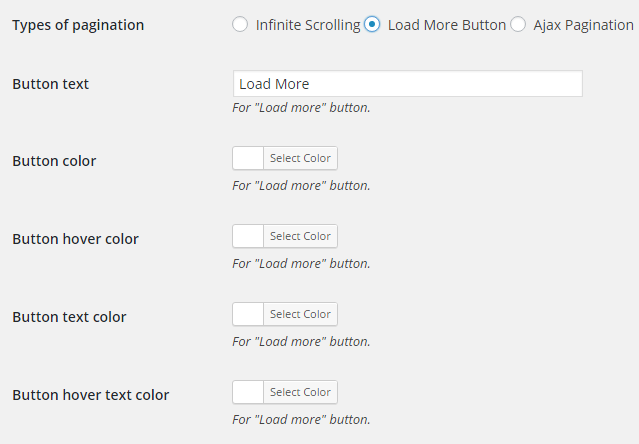 Types of pagination Infinite Scrolling Load More Button Ajax Pagination
Button text Load More
For "Load more" button.
Button color Select Color
For "Load more" button.
Button hover color Select Color
For "Load more" button.
Button text color Select Color
For "Load more" button.
Button hover text color Select Color
For "Load more" button.